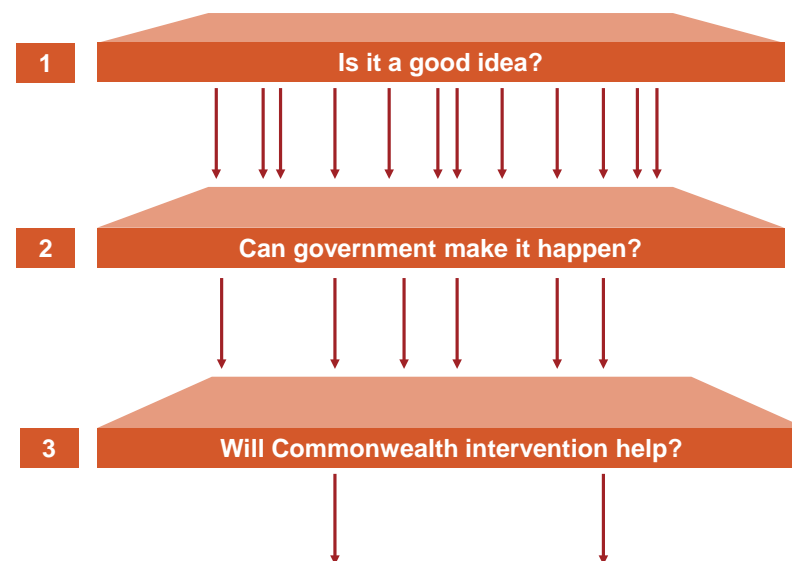 1
Is it a good idea?
2
Can government make it happen?
3
Will Commonwealth intervention help?